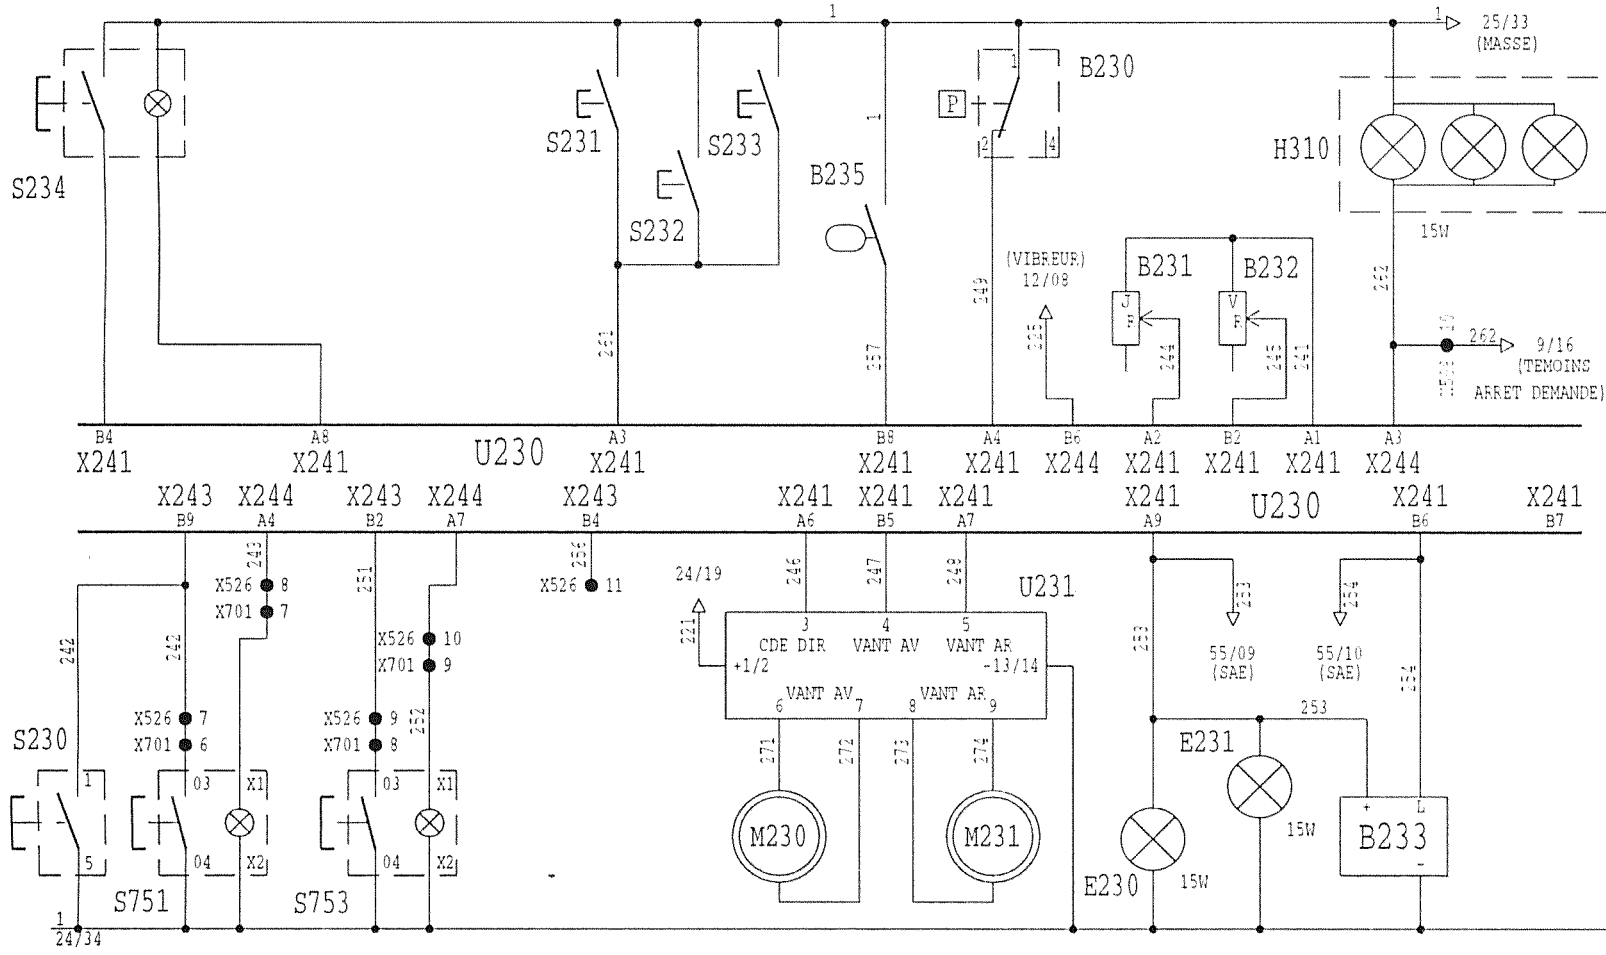 1
1 25/33
(MASSE)
B230
1
P
2 4
S234
S231
S232
S233
B235
1
H310
15W
(VIBREUR)
12/08
B231
B232
J
V
R
249
225
244
245
241
262
261
257
262
9/16
(TEMOINS
ARRET DEMANDE)
10
B4 A8 A3 B8 A4 B6 A2 B2 A1 A3
X241 X241 U230 X241 X241 X241 X244 X241 X241 X241 X244
X243 X244 X243 X244 X243 X241 X241 X241 X241 U230 X241 X241
B9 A4 B2 A7 B4 A6 B5 A7 A9 B6 B7
243
251
256
246
247
248
X526 8
X701 7
X526 11
X526 10
X701 9
242
242
252
X526 7
X701 6
X526 9
X701 8
24/19
221
U231
3 4 5
CDE DIR VANT AV VANT AR
+1/2 -13/14
VANT AV VANT AR
6 7 8 9
271
272
273
274
M230
M231
253
253
254
254
55/09
(SAE)
55/10
(SAE)
253
E231
15W
E230
15W
+ L
B233
-
S230
1
5
03 X1
04 X2
S751
03 X1
04 X2
S753
1
24/34